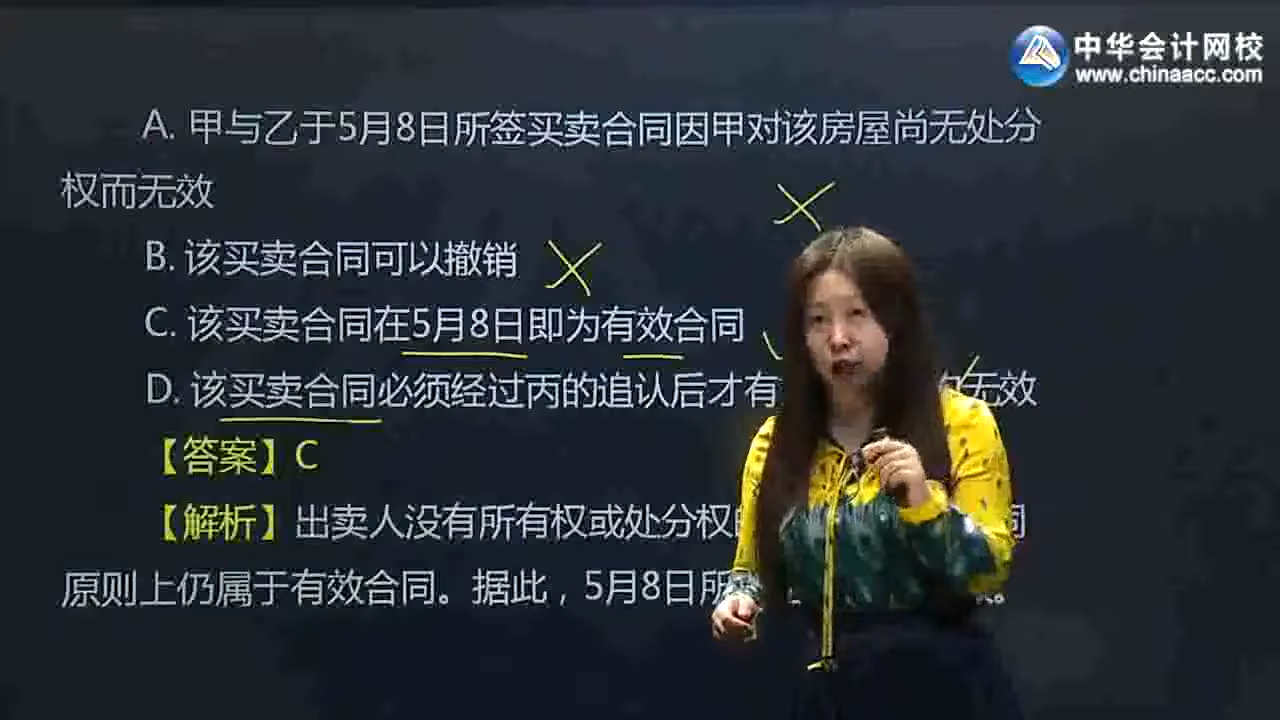 中华会计网校
www.chinaacc.com
A. 甲与乙于5月8日所签买卖合同因甲对该房屋尚无处分
权而无效
B. 该买卖合同可以撤销
C. 该买卖合同在5月8日即为有效合同
D. 该买卖合同必须经过丙的追认后才有 无效
【答案】C
【解析】出卖人没有所有权或处分权 同
原则上仍属于有效合同。据此，5月8日所